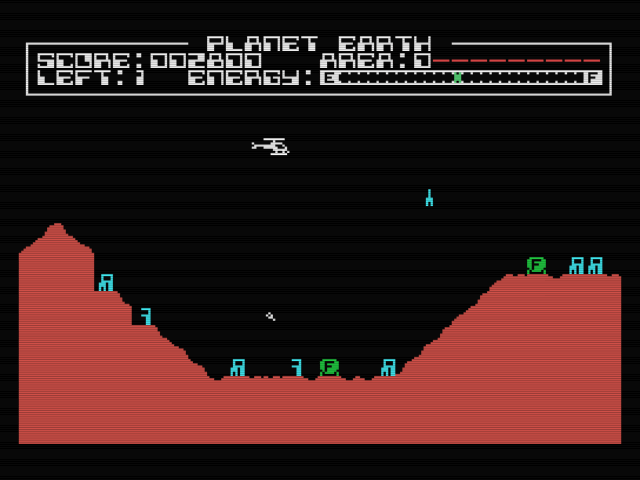 PLANET EARTH
SCORE:002800 AREA:0
LEFT:1 ENERGY:E F
F
F